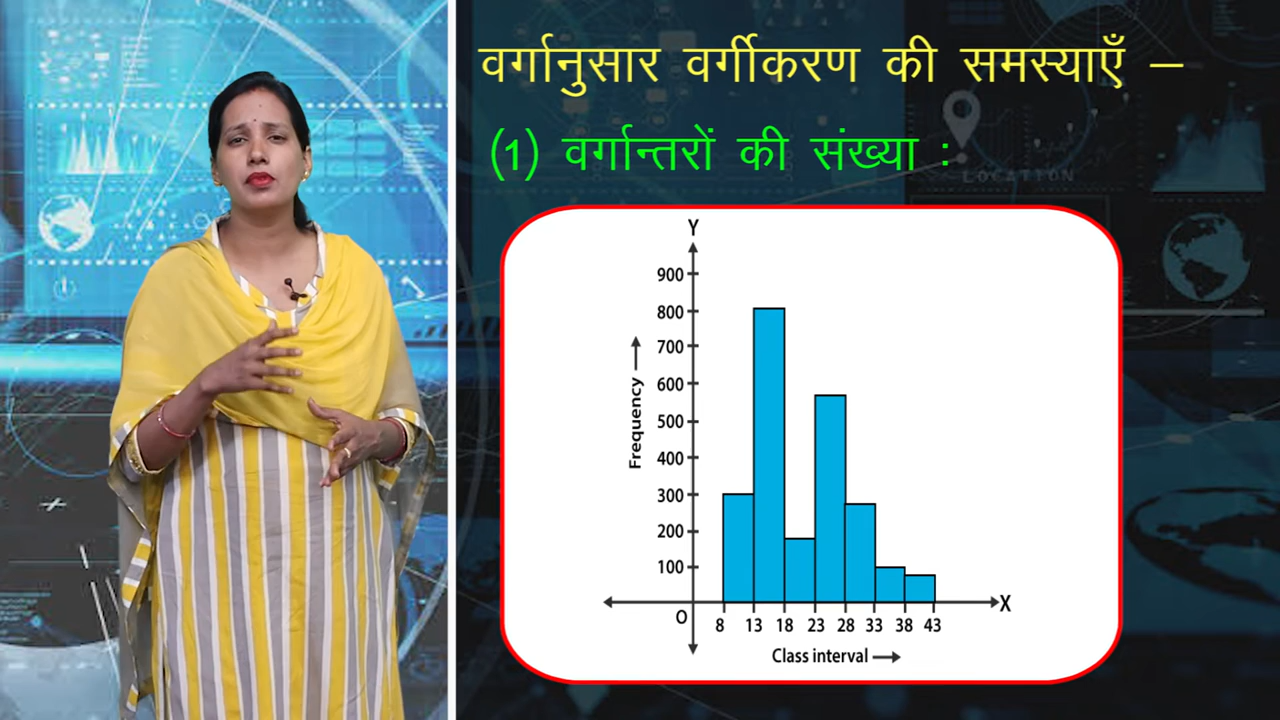 वर्गानुसार वर्गीकरण की समस्याएँ –
(1) वर्गान्तरों की संख्या :
LOCATION
Y
900
800
700
600
500
400
300
200
100
Frequency
O
8 13 18 23 28 33 38 43
X
Class interval